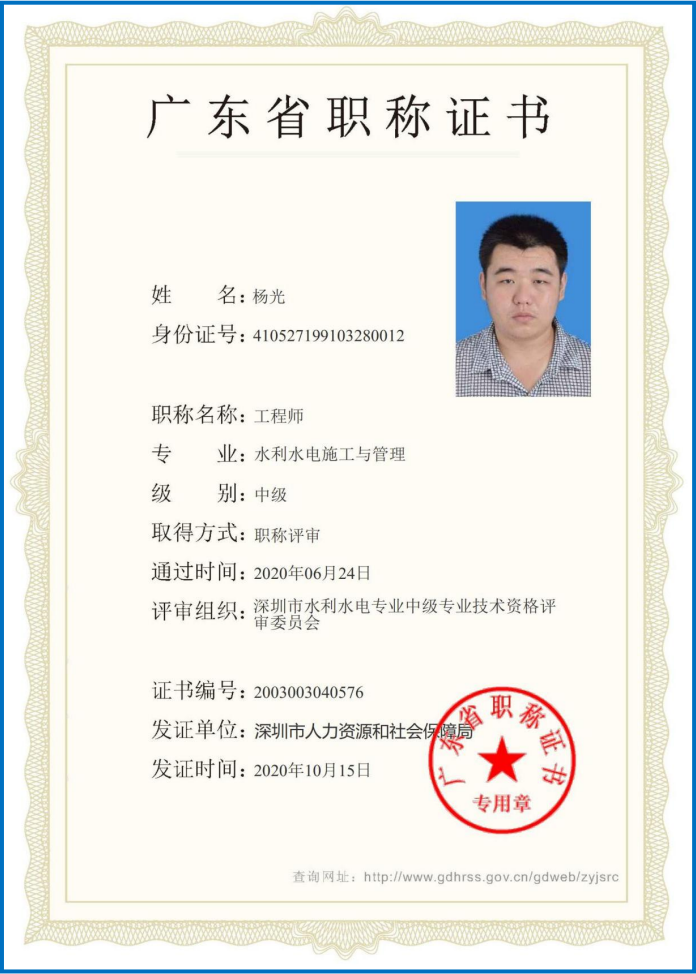 广东省职称证书
姓 名：杨光
身份证号：410527199103280012
职称名称：工程师
专 业：水利水电施工与管理
级 别：中级
取得方式：职称评审
通过时间：2020年06月24日
评审组织：深圳市水利水电专业中级专业技术资格评
审委员会
证书编号：2003003040576
发证单位：深圳市人力资源和社会保障局
发证时间：2020年10月15日
广东省职称证书
专用章
查询网址：http://www.gdhrss.gov.cn/gdweb/zyjsrc